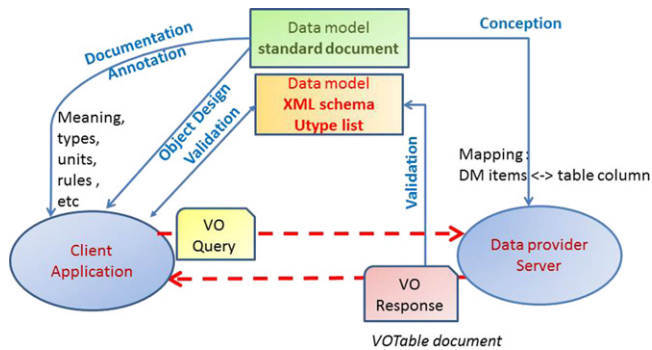 Documentation
Annotation
Data model
standard document
Conception
Data model
XML schema
Utype list
Meaning,
types,
units,
rules ,
etc
Object Design
Validation
Validation
Mapping :
DM items <-> table column
Client
Application
VO
Query
Data provider
Server
VO
Response
VOTable document